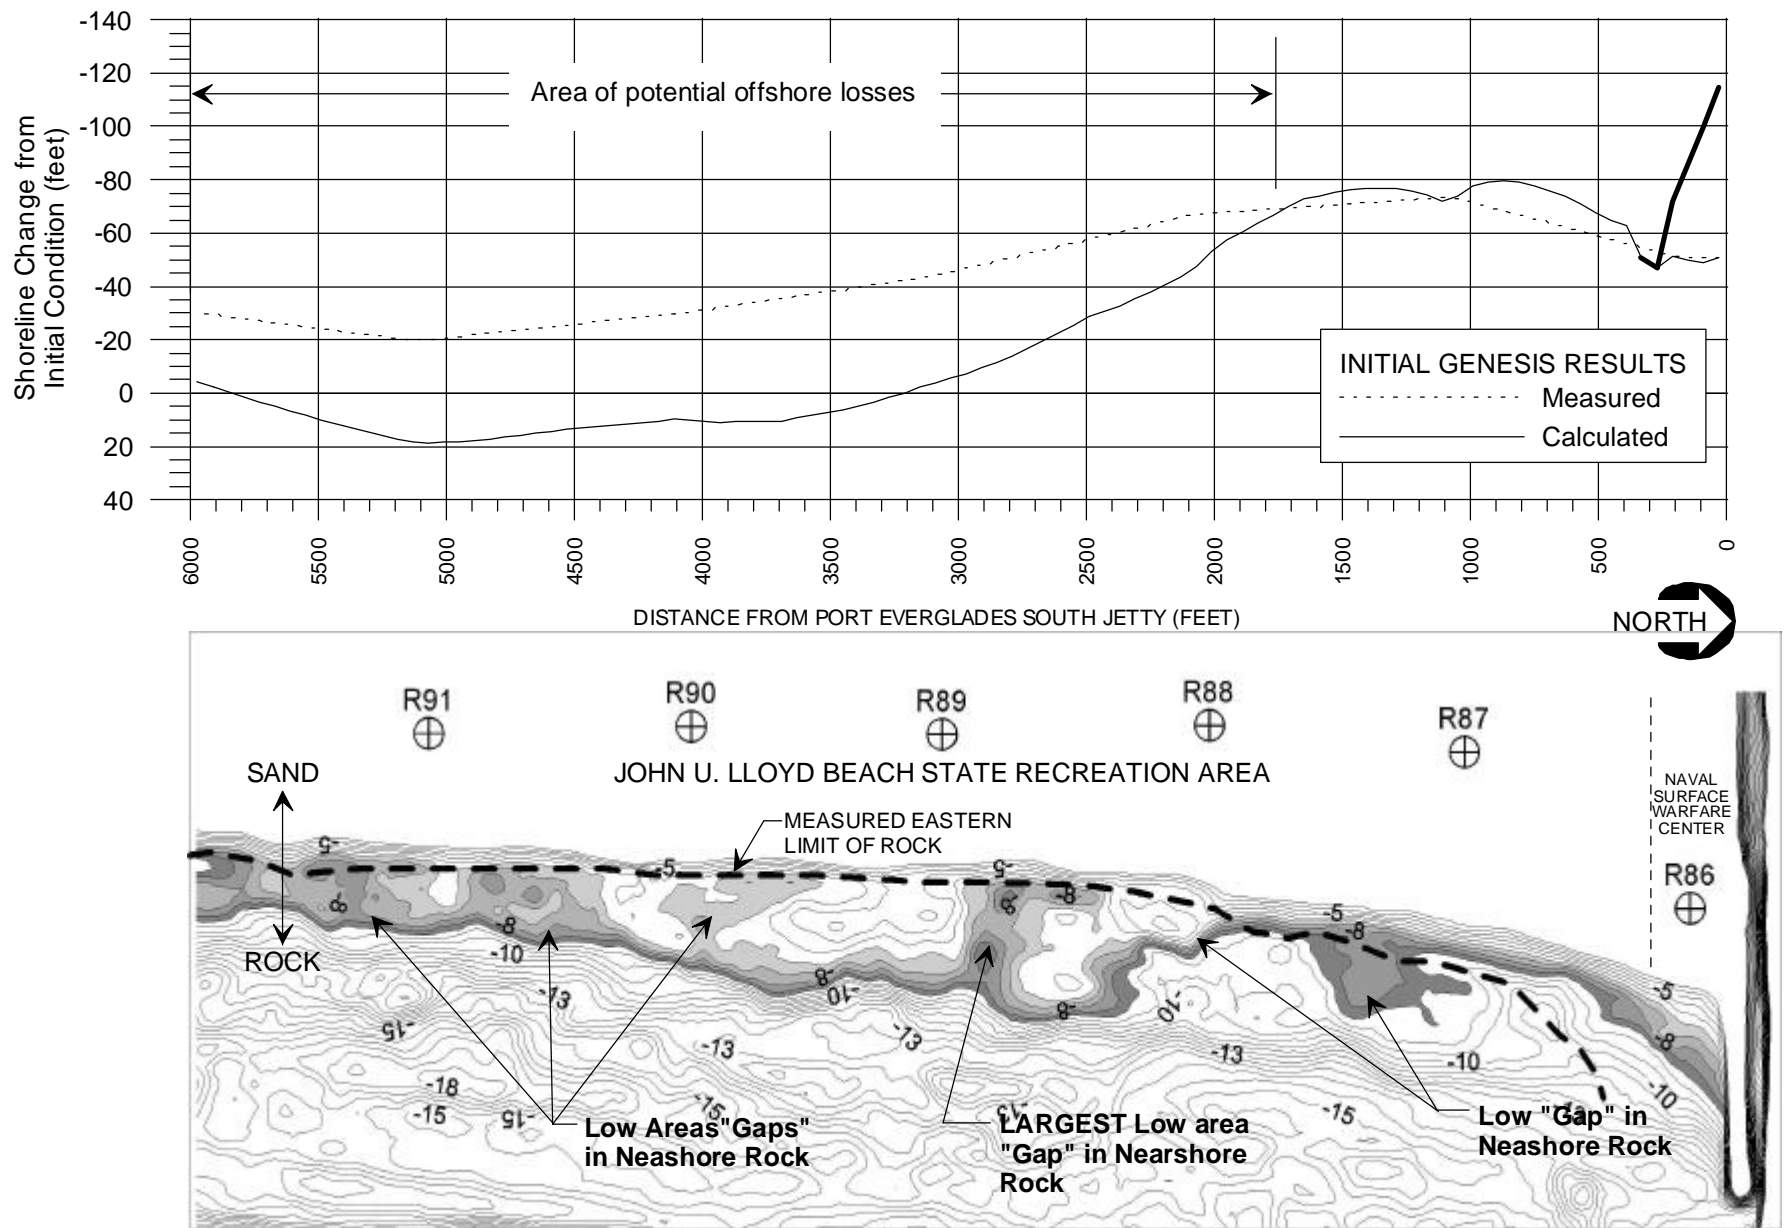 -140
-120
-100
-80
-60
-40
-20
0
20
40
Shoreline Change from
Initial Condition (feet)
Area of potential offshore losses
INITIAL GENESIS RESULTS
Measured
Calculated
6000
5500
5000
4500
4000
3500
3000
2500
2000
1500
1000
500
0
DISTANCE FROM PORT EVERGLADES SOUTH JETTY (FEET)
NORTH
R91
R90
R89
R88
R87
R86
SAND
JOHN U. LLOYD BEACH STATE RECREATION AREA
NAVAL
SURFACE
WARFARE
CENTER
MEASURED EASTERN
LIMIT OF ROCK
ROCK
-5
-5
-5
-5
-5
-8
-8
-8
-8
-8
-8
-8
-8
-10
-10
-10
-10
-10
-13
-13
-13
-13
-15
-18
-15
-15
-15
-15
-15
Low Areas"Gaps"
in Neashore Rock
LARGEST Low area
"Gap" in Nearshore
Rock
Low "Gap" in
Neashore Rock